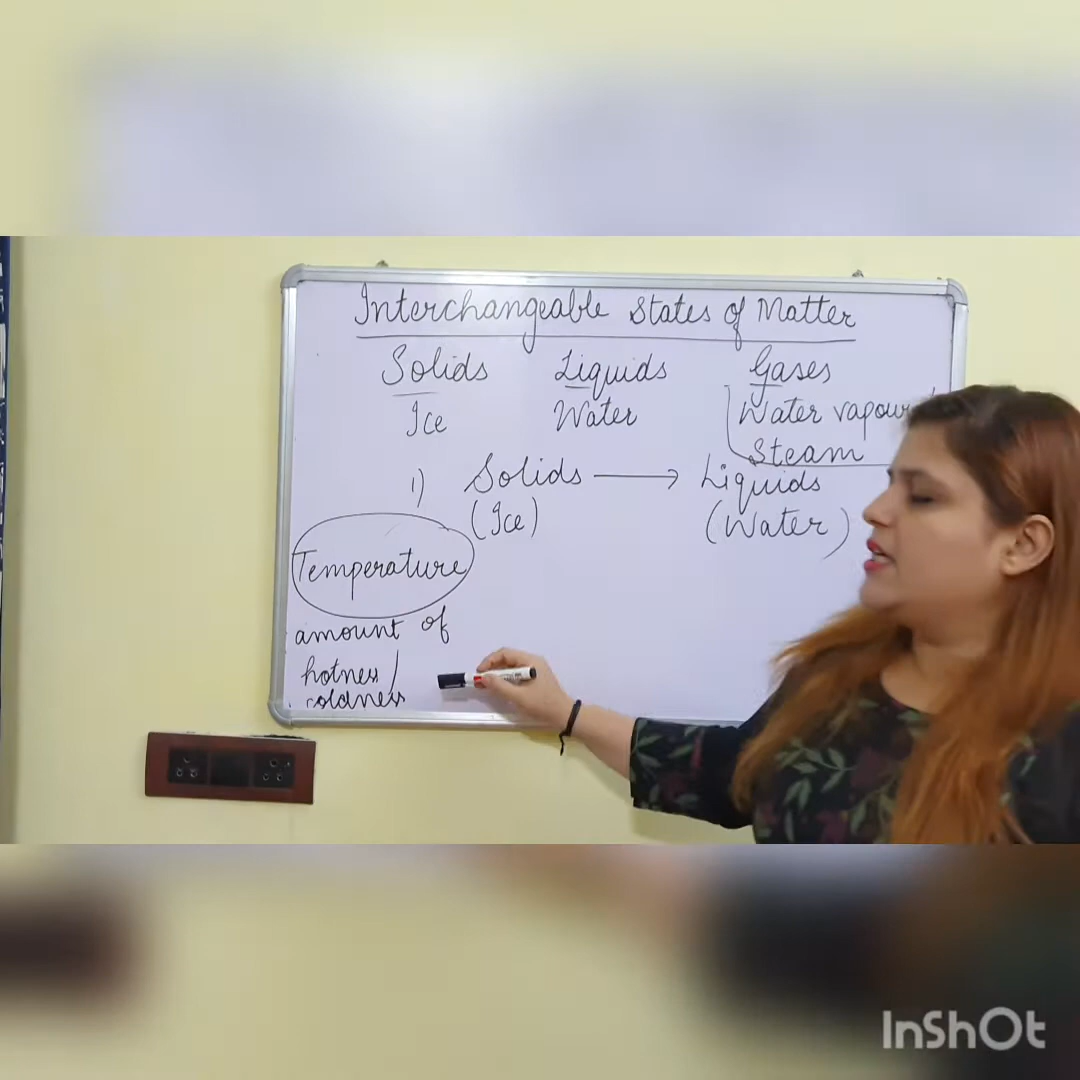 Interchangeable States of Matter
Solids Liquids Gases
Ice Water Water vapour
Steam
1) Solids → Liquids
(Ice) (Water)
Temperature
amount of
hotness/
coldness
InShOt